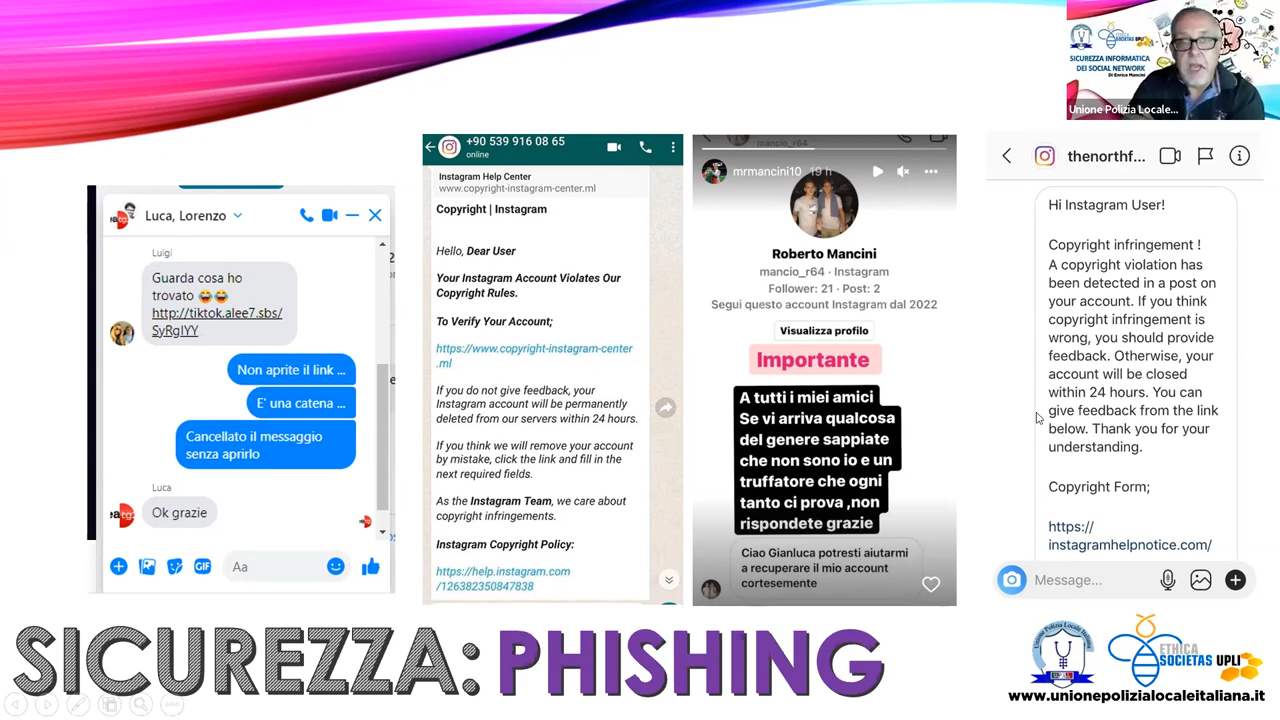 SICUREZZA INFORMATICA
DEI SOCIAL NETWORK
Di Enrico Mancini
Unione Polizia Locale...
Luca, Lorenzo
Luigi
Guarda cosa ho
trovato 😂😂
http://tiktok.alee7.sbs/
SyRgIYY
Non aprite il link ...
E' una catena ...
Cancellato il messaggio
senza aprirlo
Luca
Ok grazie
GIF
Aa
+90 539 916 08 65
online
Instagram Help Center
www.copyright-instagram-center.ml
Copyright | Instagram
Hello, Dear User
Your Instagram Account Violates Our
Copyright Rules.
To Verify Your Account;
https://www.copyright-instagram-center
.ml
If you do not give feedback, your
Instagram account will be permanently
deleted from our servers within 24 hours.
If you think we will remove your account
by mistake, click the link and fill in the
next required fields.
As the Instagram Team, we care about
copyright infringements.
Instagram Copyright Policy:
https://help.instagram.com
/126382350847838
mancio_r64
mrmancini10 19 h
Roberto Mancini
mancio_r64 · Instagram
Follower: 21 · Post: 2
Segui questo account Instagram dal 2022
Visualizza profilo
Importante
A tutti i miei amici
Se vi arriva qualcosa
del genere sappiate
che non sono io e un
truffatore che ogni
tanto ci prova ,non
rispondete grazie
Ciao Gianluca potresti aiutarmi
a recuperare il mio account
cortesemente
thenorthf...
Hi Instagram User!
Copyright infringement !
A copyright violation has
been detected in a post on
your account. If you think
copyright infringement is
wrong, you should provide
feedback. Otherwise, your
account will be closed
within 24 hours. You can
give feedback from the link
below. Thank you for your
understanding.
Copyright Form;
https://
instagramhelpnotice.com/
Message...
SICUREZZA: PHISHING
Unione Polizia Locale Italiana
ETHICA
SOCIETAS UPLI
www.unionepolizialocaleitaliana.it